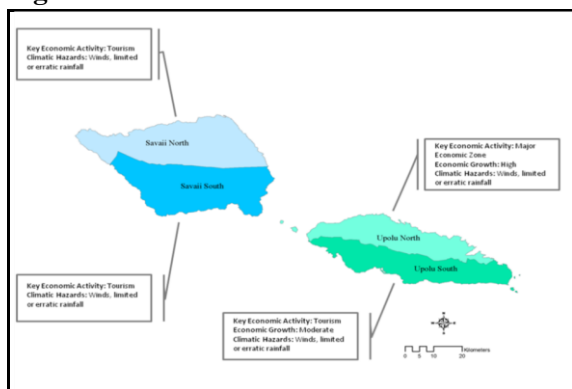 Key Economic Activity: Tourism
Climatic Hazards: Winds, limited
or erratic rainfall
Savaii North
Savaii South
Key Economic Activity: Major
Economic Zone
Economic Growth: High
Climatic Hazards: Winds, limited
or erratic rainfall
Upolu North
Upolu South
Key Economic Activity: Tourism
Climatic Hazards: Winds, limited
or erratic rainfall
Key Economic Activity: Tourism
Economic Growth: Moderate
Climatic Hazards: Winds, limited
or erratic rainfall
0 5 10 20
Kilometers